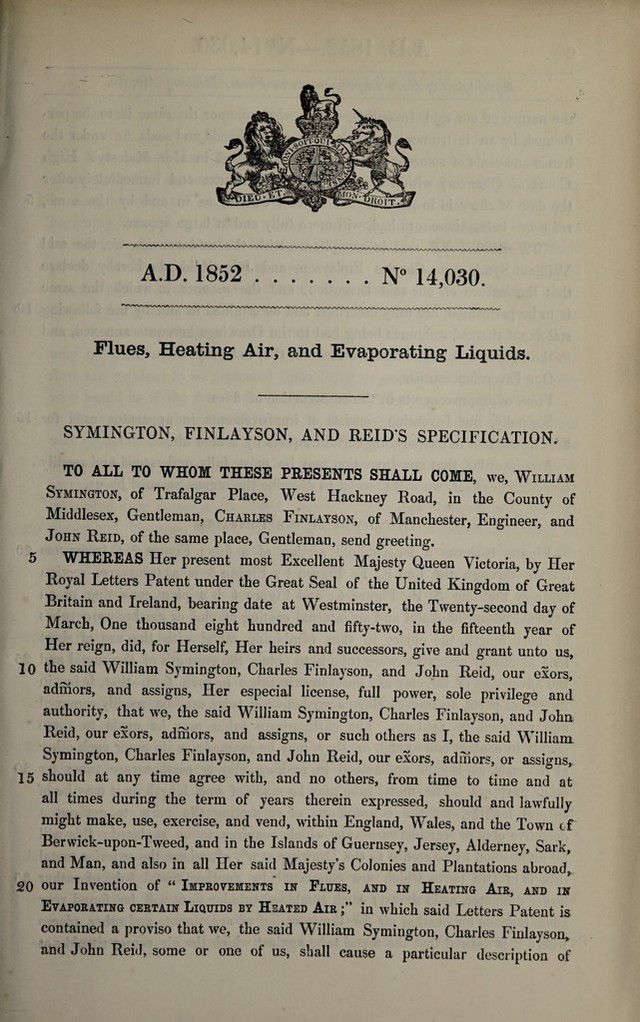 HONI SOIT QUI MAL Y PENSE
DIEU · ET MON · DROIT
A.D. 1852 . . . . . . . . Nº 14,030.
Flues, Heating Air, and Evaporating Liquids.
SYMINGTON, FINLAYSON, AND REID'S SPECIFICATION.
TO ALL TO WHOM THESE PRESENTS SHALL COME, we, WILLIAM
SYMINGTON, of Trafalgar Place, West Hackney Road, in the County of
Middlesex, Gentleman, CHARLES FINLAYSON, of Manchester, Engineer, and
JOHN REID, of the same place, Gentleman, send greeting.
5 WHEREAS Her present most Excellent Majesty Queen Victoria, by Her
Royal Letters Patent under the Great Seal of the United Kingdom of Great
Britain and Ireland, bearing date at Westminster, the Twenty-second day of
March, One thousand eight hundred and fifty-two, in the fifteenth year of
Her reign, did, for Herself, Her heirs and successors, give and grant unto us,
10 the said William Symington, Charles Finlayson, and John Reid, our exors,
admors, and assigns, Her especial license, full power, sole privilege and
authority, that we, the said William Symington, Charles Finlayson, and John
Reid, our exors, admors, and assigns, or such others as I, the said William
Symington, Charles Finlayson, and John Reid, our exors, admors, or assigns,
15 should at any time agree with, and no others, from time to time and at
all times during the term of years therein expressed, should and lawfully
might make, use, exercise, and vend, within England, Wales, and the Town of
Berwick-upon-Tweed, and in the Islands of Guernsey, Jersey, Alderney, Sark,
and Man, and also in all Her said Majesty's Colonies and Plantations abroad,
20 our Invention of “ IMPROVEMENTS IN FLUES, AND IN HEATING AIR, AND IN
EVAPORATING CERTAIN LIQUIDS BY HEATED AIR ;” in which said Letters Patent is
contained a proviso that we, the said William Symington, Charles Finlayson,
and John Reid, some or one of us, shall cause a particular description of